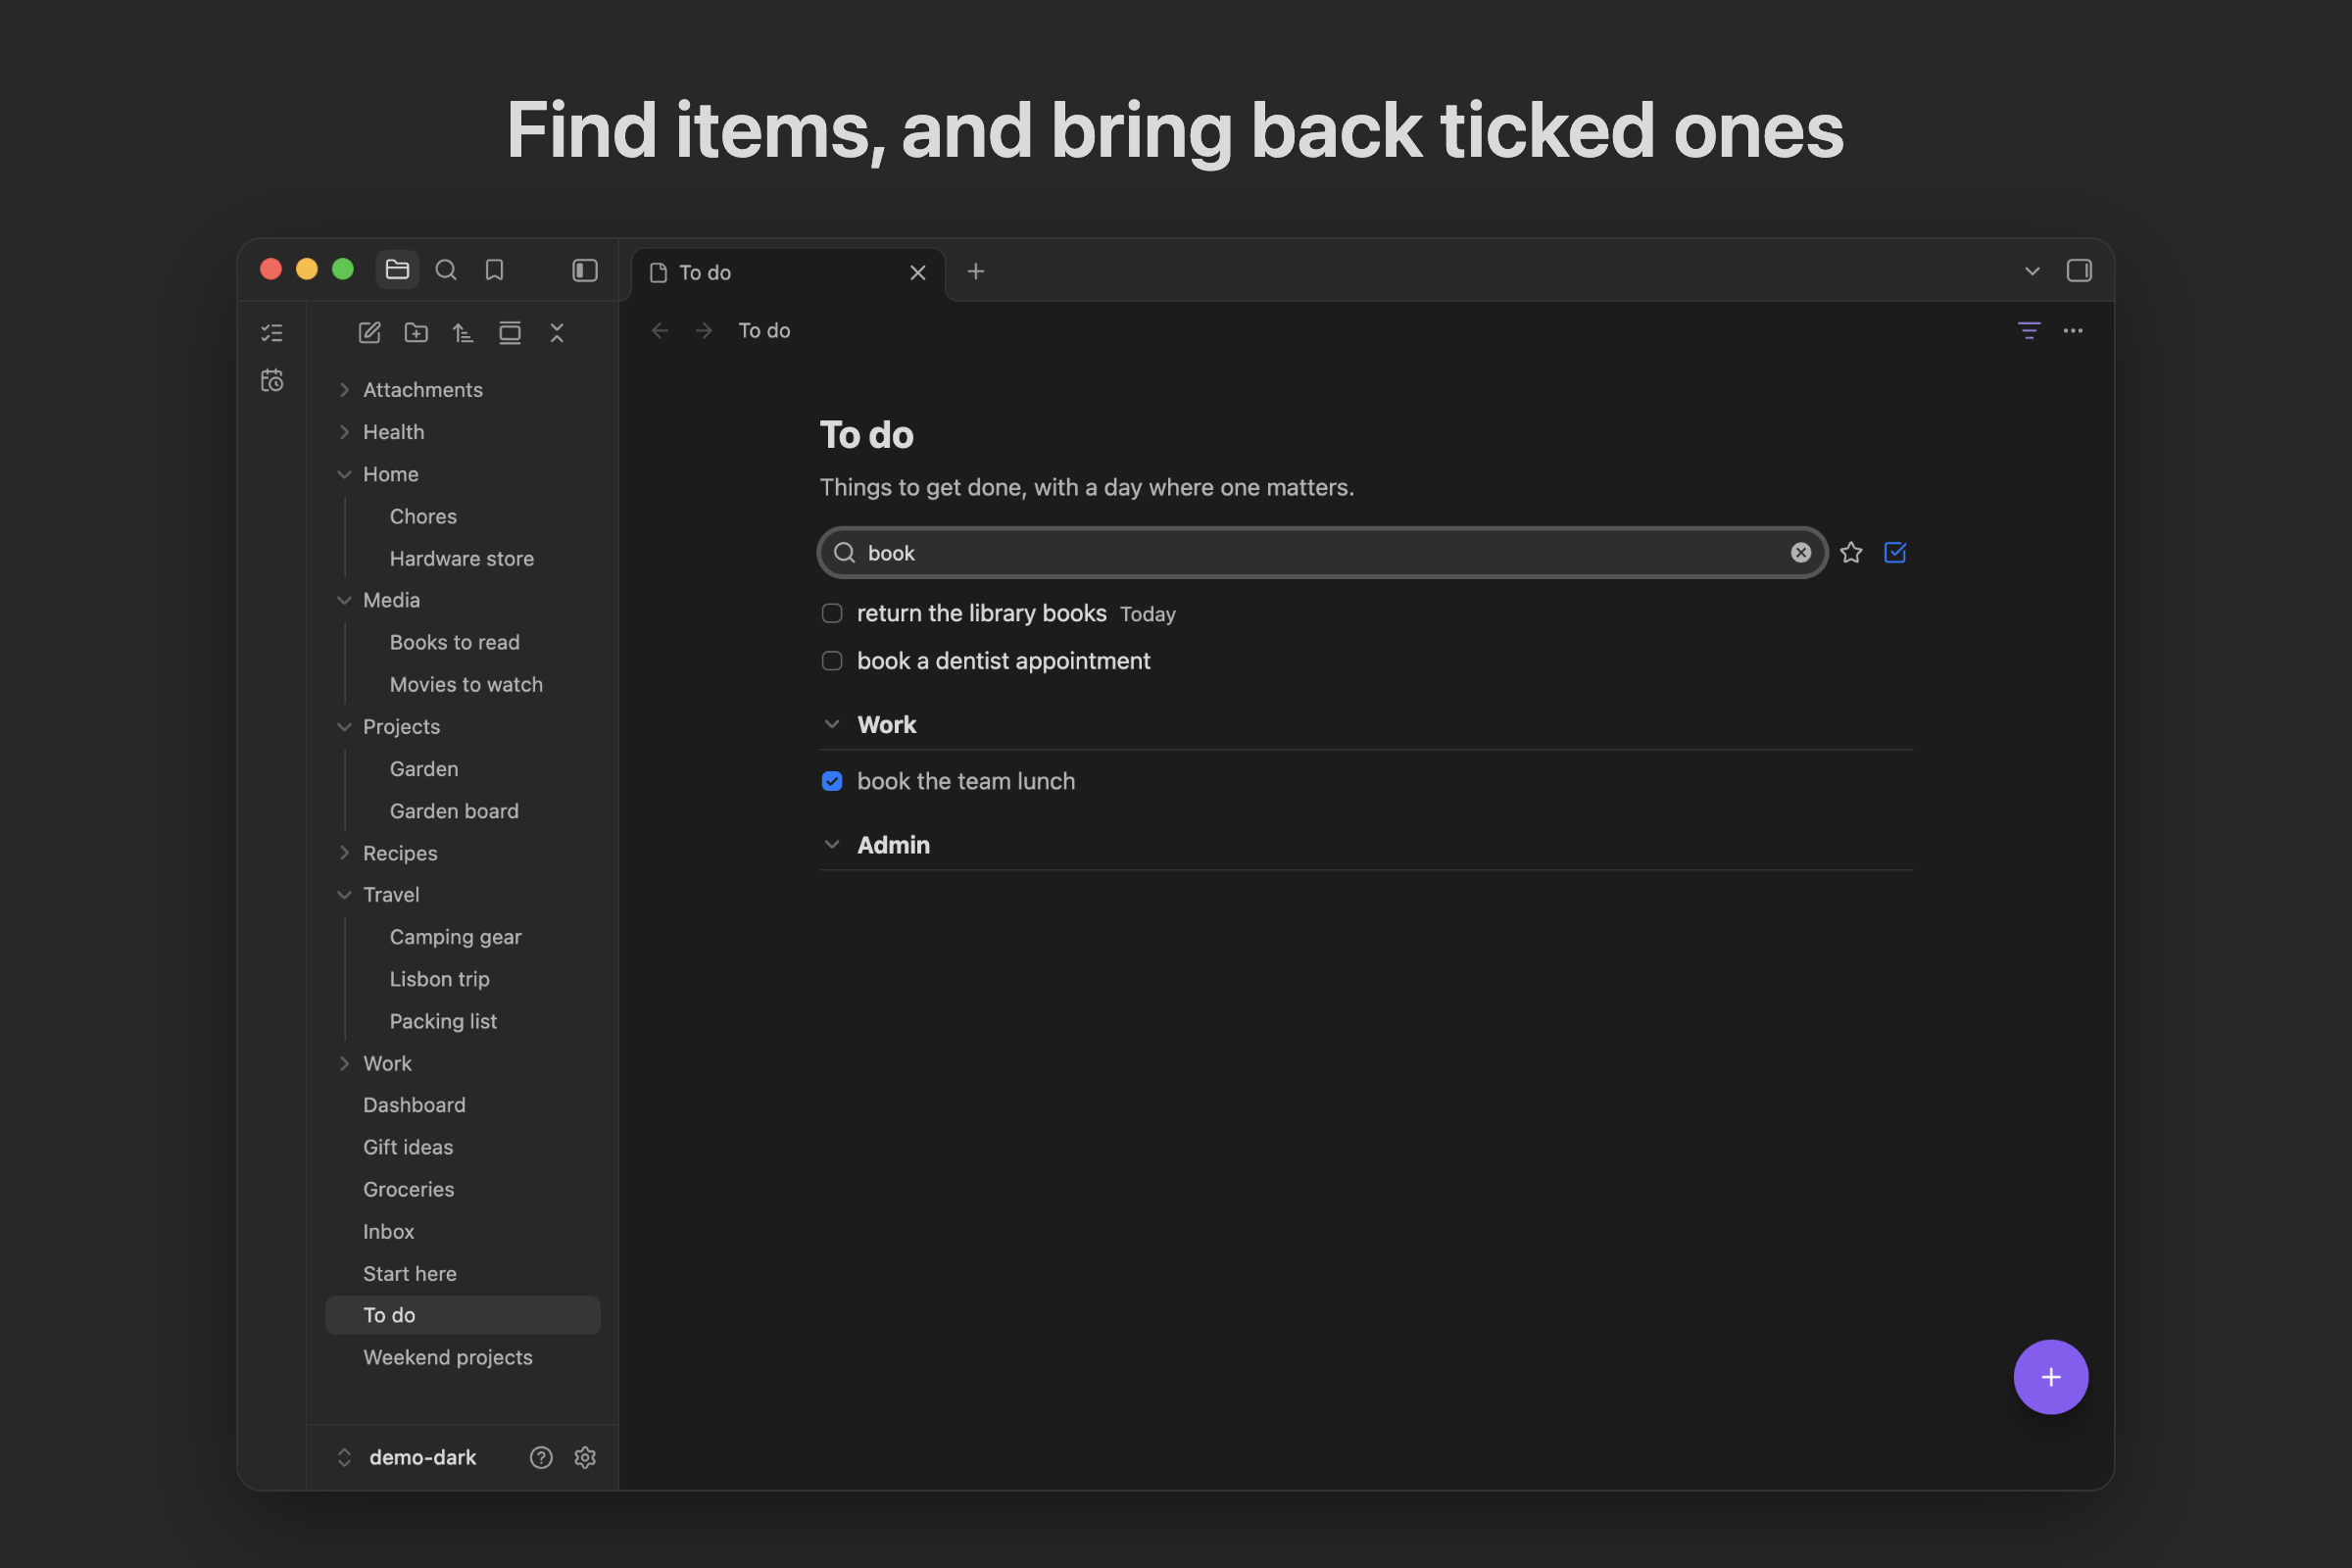 Find items, and bring back ticked ones
To do
To do
Attachments
Health
Home
Chores
Hardware store
Media
Books to read
Movies to watch
Projects
Garden
Garden board
Recipes
Travel
Camping gear
Lisbon trip
Packing list
Work
Dashboard
Gift ideas
Groceries
Inbox
Start here
To do
Weekend projects
demo-dark
To do
Things to get done, with a day where one matters.
book
return the library books Today
book a dentist appointment
Work
book the team lunch
Admin